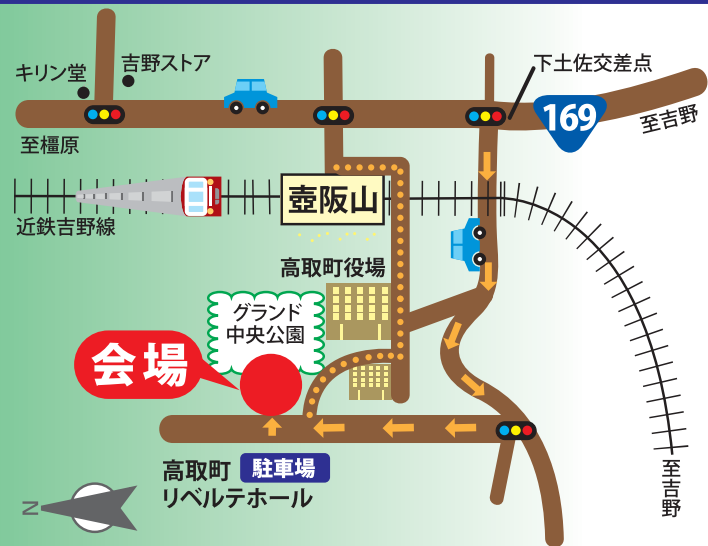 吉野ストア
キリン堂
下土佐交差点
169
至吉野
至橿原
壺阪山
近鉄吉野線
高取町役場
グランド
中央公園
会場
高取町
駐車場
リベルテホール
至吉野
N